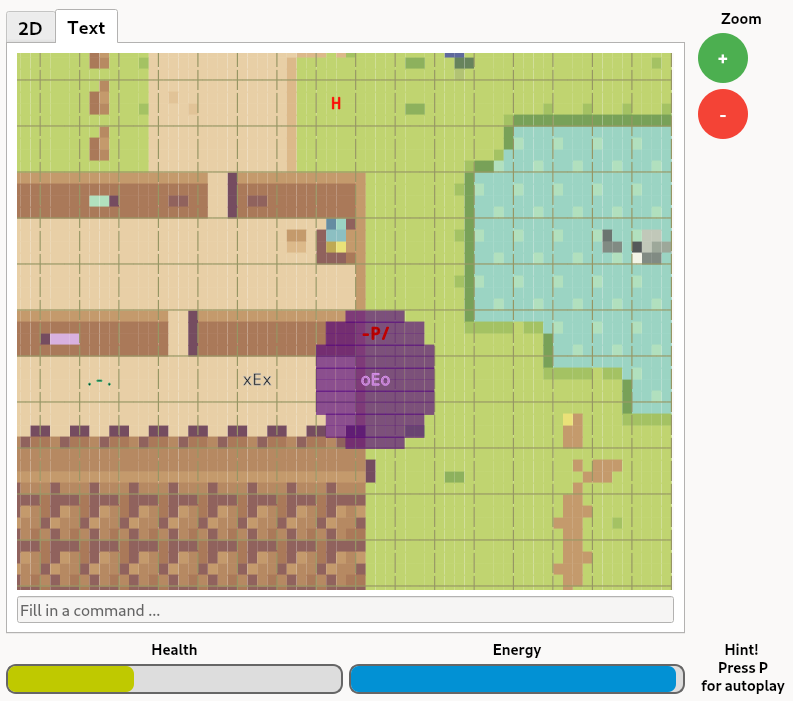 2D
Text
Zoom
+
-
H
-P/
.-.
xEx
oEo
Fill in a command ...
Health
Energy
Hint!
Press P
for autoplay